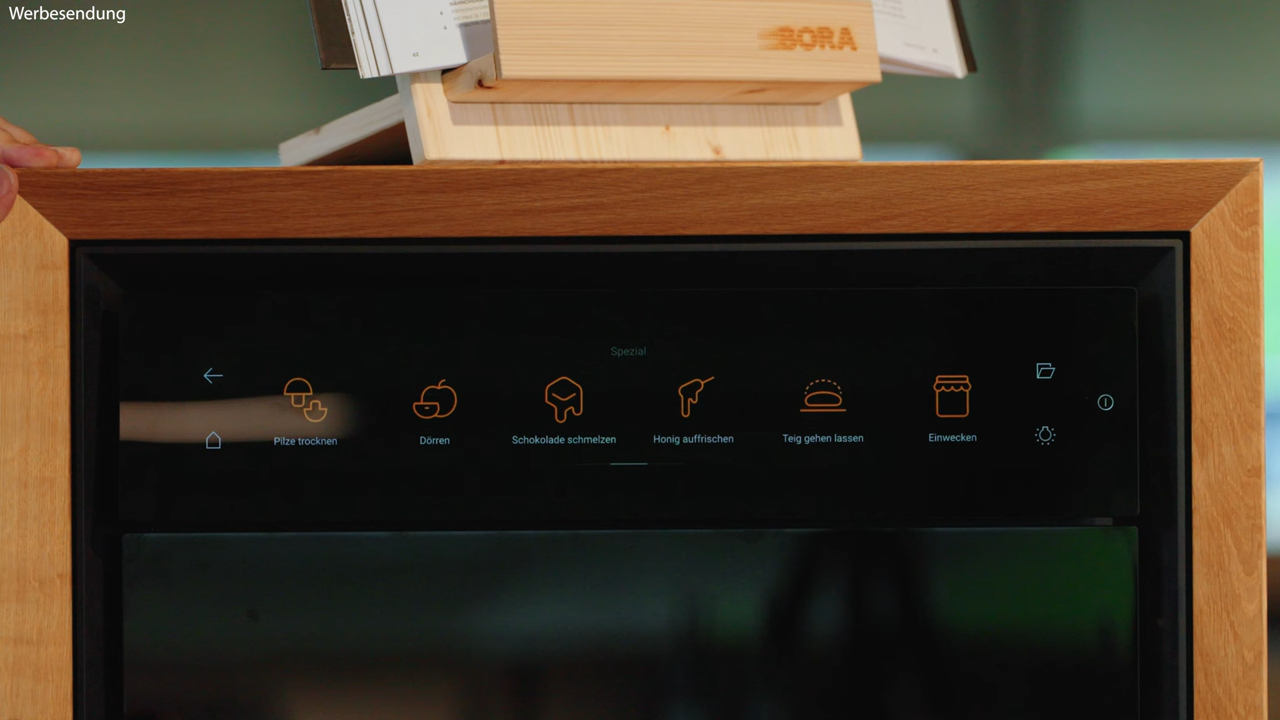 Werbesendung
BORA
Spezial
Pilze trocknen
Dörren
Schokolade schmelzen
Honig auffrischen
Teig gehen lassen
Einwecken